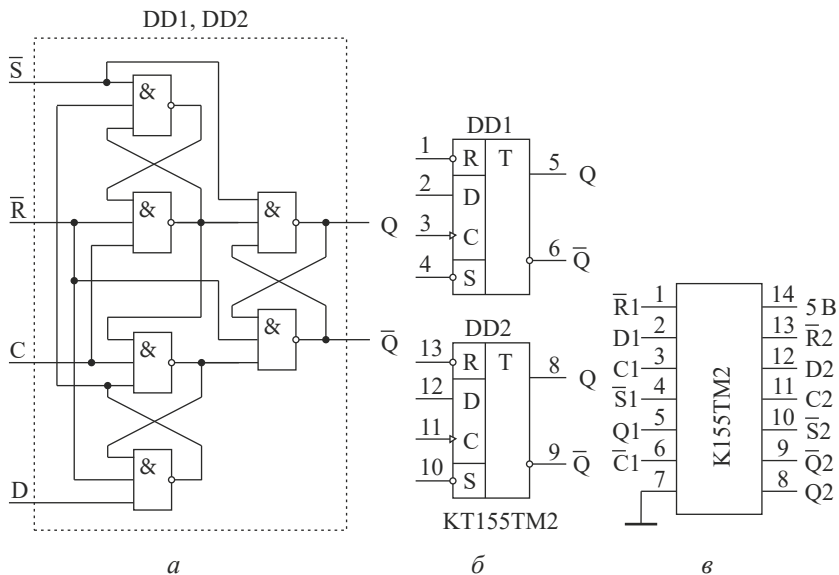 DD1, DD2
S̅
&
&
R̅
&
Q
C
&
&
Q̅
&
D
а
DD1
1 R T 5 Q
2 D
3 C 6 Q̅
4 S
DD2
13 R T 8 Q
12 D
11 C 9 Q̅
10 S
КТ155ТМ2
б
R̅1 1 14 5 В
D1 2 13 R̅2
C1 3 12 D2
S̅1 4 11 C2
Q1 5 10 S̅2
C̅1 6 9 Q̅2
7 8 Q2
К155ТМ2
в